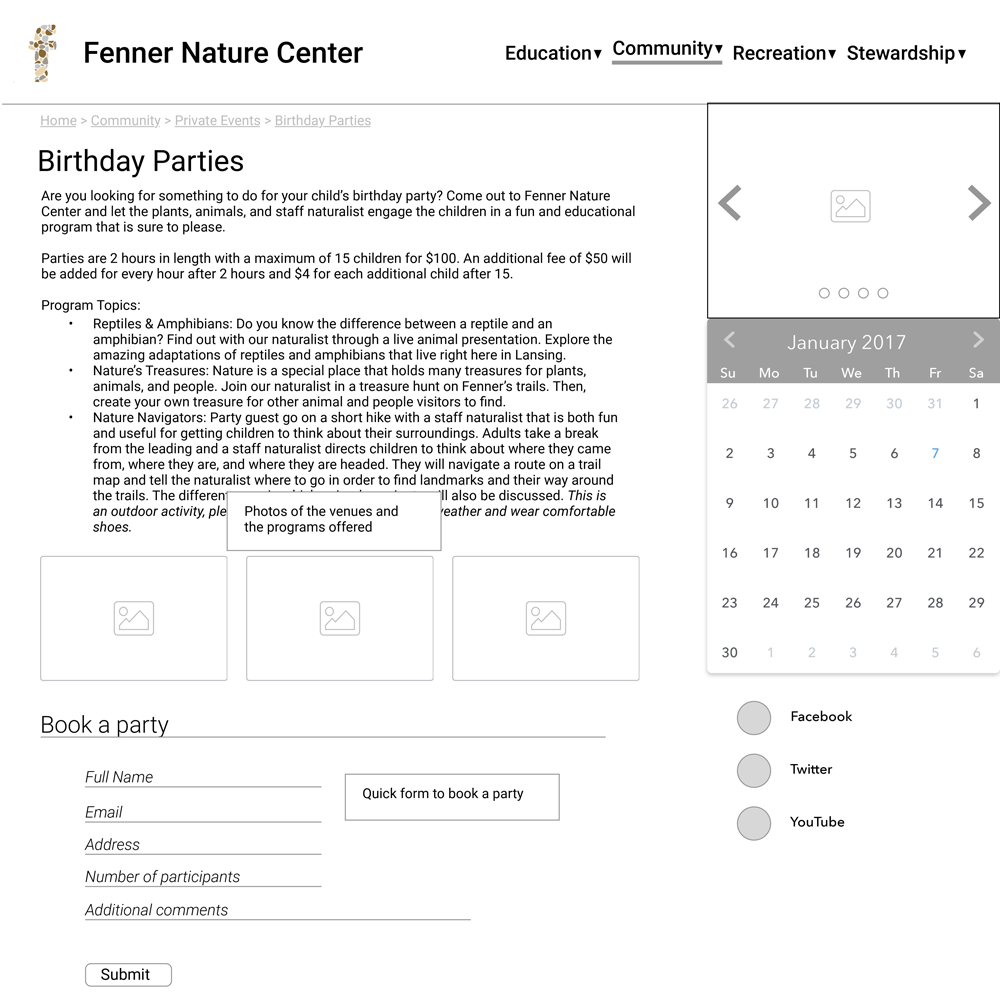 f Fenner Nature Center
Education▾ Community▾ Recreation▾ Stewardship▾
Home > Community > Private Events > Birthday Parties
Birthday Parties
Are you looking for something to do for your child's birthday party? Come out to Fenner Nature
Center and let the plants, animals, and staff naturalist engage the children in a fun and educational
program that is sure to please.
Parties are 2 hours in length with a maximum of 15 children for $100. An additional fee of $50 will
be added for every hour after 2 hours and $4 for each additional child after 15.
Program Topics:
• Reptiles & Amphibians: Do you know the difference between a reptile and an
amphibian? Find out with our naturalist through a live animal presentation. Explore the
amazing adaptations of reptiles and amphibians that live right here in Lansing.
• Nature's Treasures: Nature is a special place that holds many treasures for plants,
animals, and people. Join our naturalist in a treasure hunt on Fenner's trails. Then,
create your own treasure for other animal and people visitors to find.
• Nature Navigators: Party guest go on a short hike with a staff naturalist that is both fun
and useful for getting children to think about their surroundings. Adults take a break
from the leading and a staff naturalist directs children to think about where they came
from, where they are, and where they are headed. They will navigate a route on a trail
map and tell the naturalist where to go in order to find landmarks and their way around
the trails. The different will also be discussed. This is
an outdoor activity, weather and wear comfortable
shoes.
Photos of the venues and
the programs offered
Book a party
Full Name
Email
Address
Number of participants
Additional comments
Quick form to book a party
Submit
January 2017
Su Mo Tu We Th Fr Sa
26 27 28 29 30 31 1
2 3 4 5 6 7 8
9 10 11 12 13 14 15
16 17 18 19 20 21 22
23 24 25 26 27 28 29
30 1 2 3 4 5 6
Facebook
Twitter
YouTube